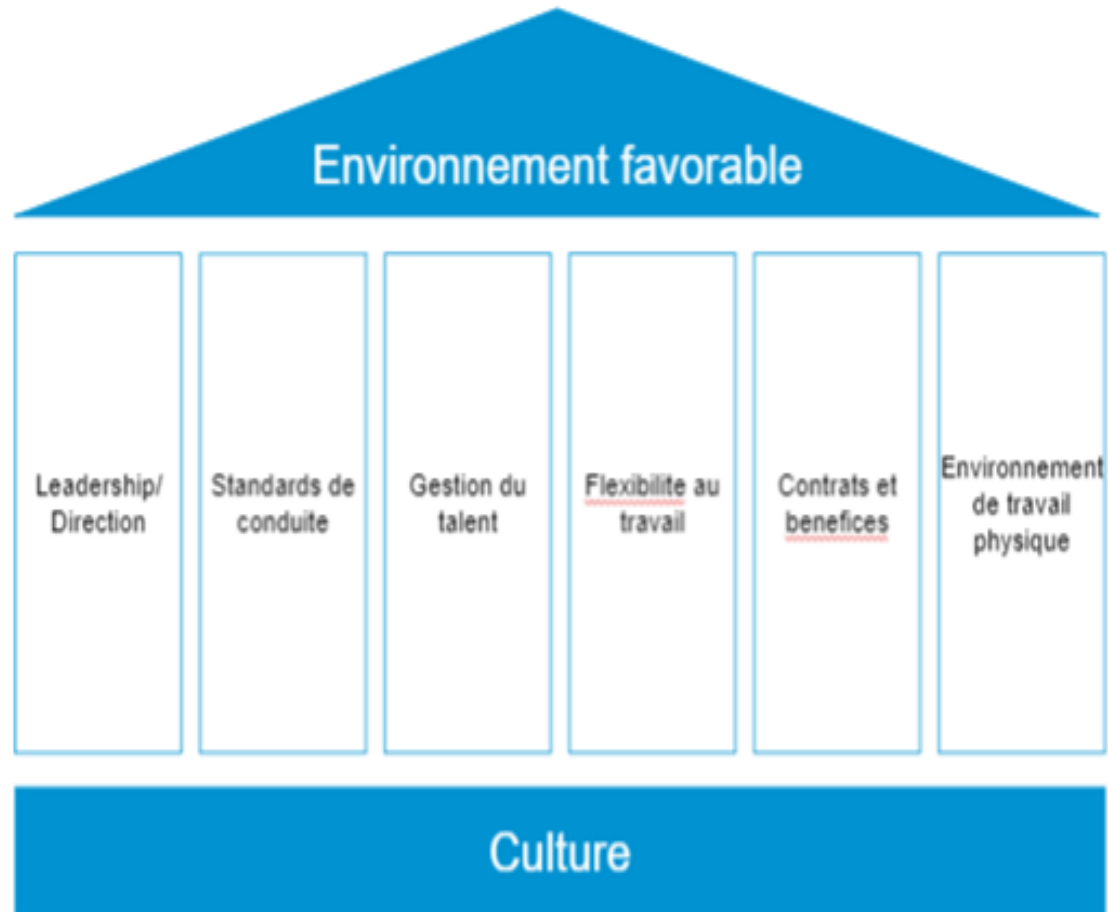 Environnement favorable
Leadership/
Direction
Standards de
conduite
Gestion du
talent
Flexibilite au
travail
Contrats et
benefices
Environnement
de travail
physique
Culture